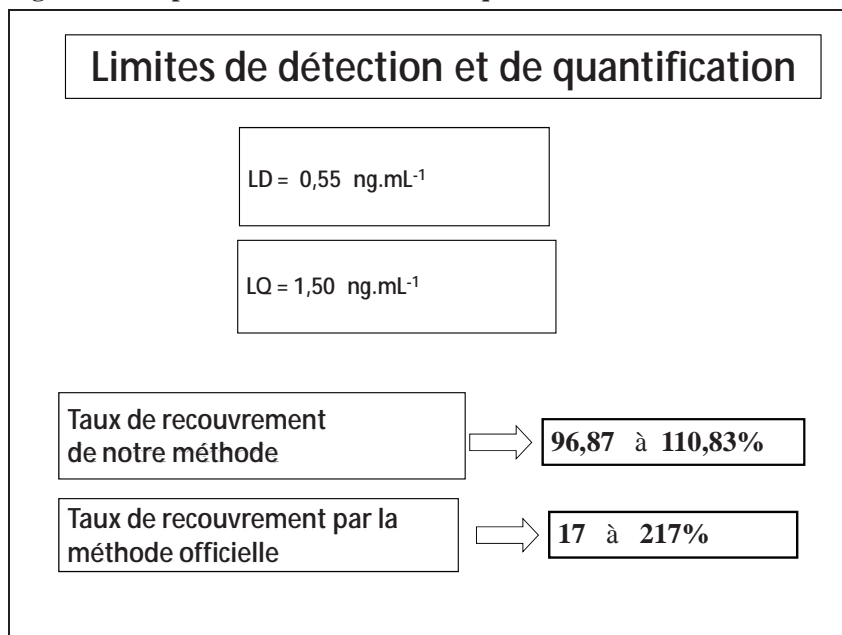 Limites de détection et de quantification
LD = 0,55 ng.mL-1
LQ = 1,50 ng.mL-1
Taux de recouvrement
de notre méthode
96,87 à 110,83%
Taux de recouvrement par la
méthode officielle
17 à 217%